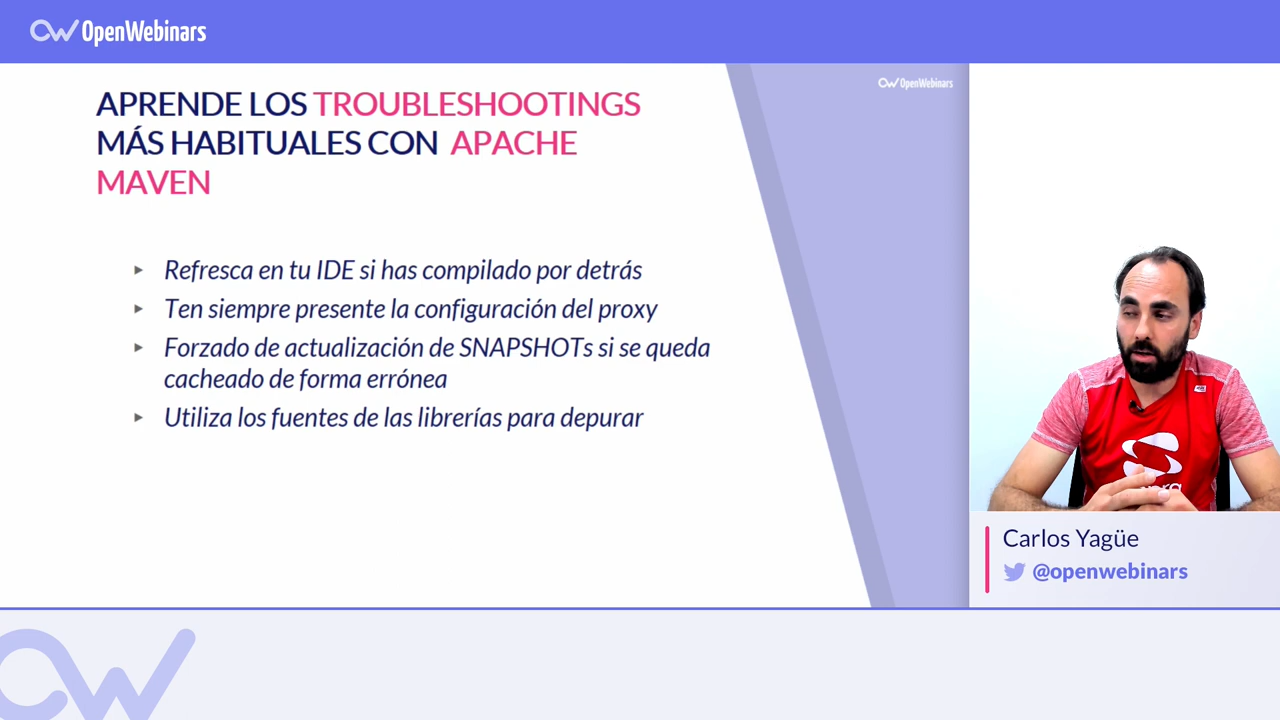 OpenWebinars
OpenWebinars
APRENDE LOS TROUBLESHOOTINGS
MÁS HABITUALES CON APACHE
MAVEN
Refresca en tu IDE si has compilado por detrás
Ten siempre presente la configuración del proxy
Forzado de actualización de SNAPSHOTs si se queda
cacheado de forma errónea
Utiliza los fuentes de las librerías para depurar
Carlos Yagüe
@openwebinars